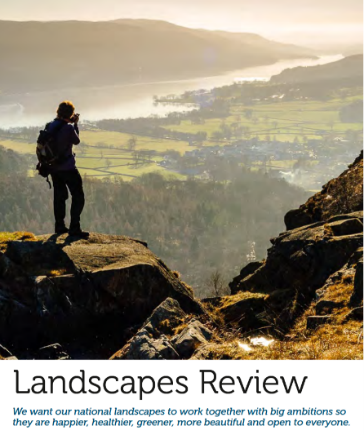 Landscapes Review
We want our national landscapes to work together with big ambitions so
they are happier, healthier, greener, more beautiful and open to everyone.